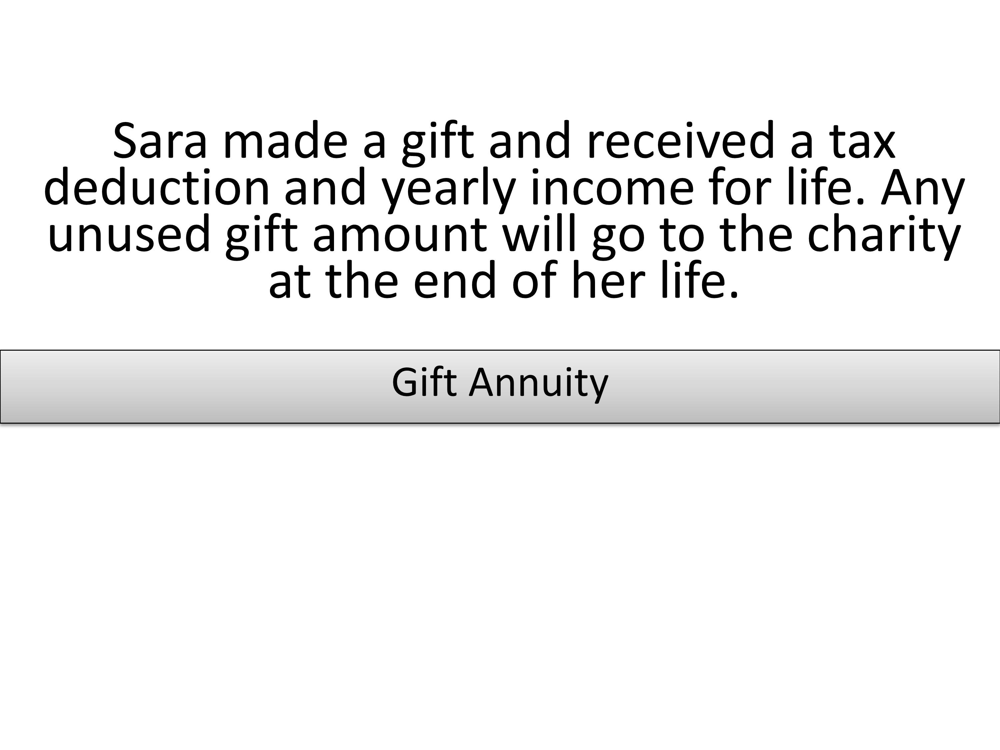 Sara made a gift and received a tax
deduction and yearly income for life. Any
unused gift amount will go to the charity
at the end of her life.
Gift Annuity